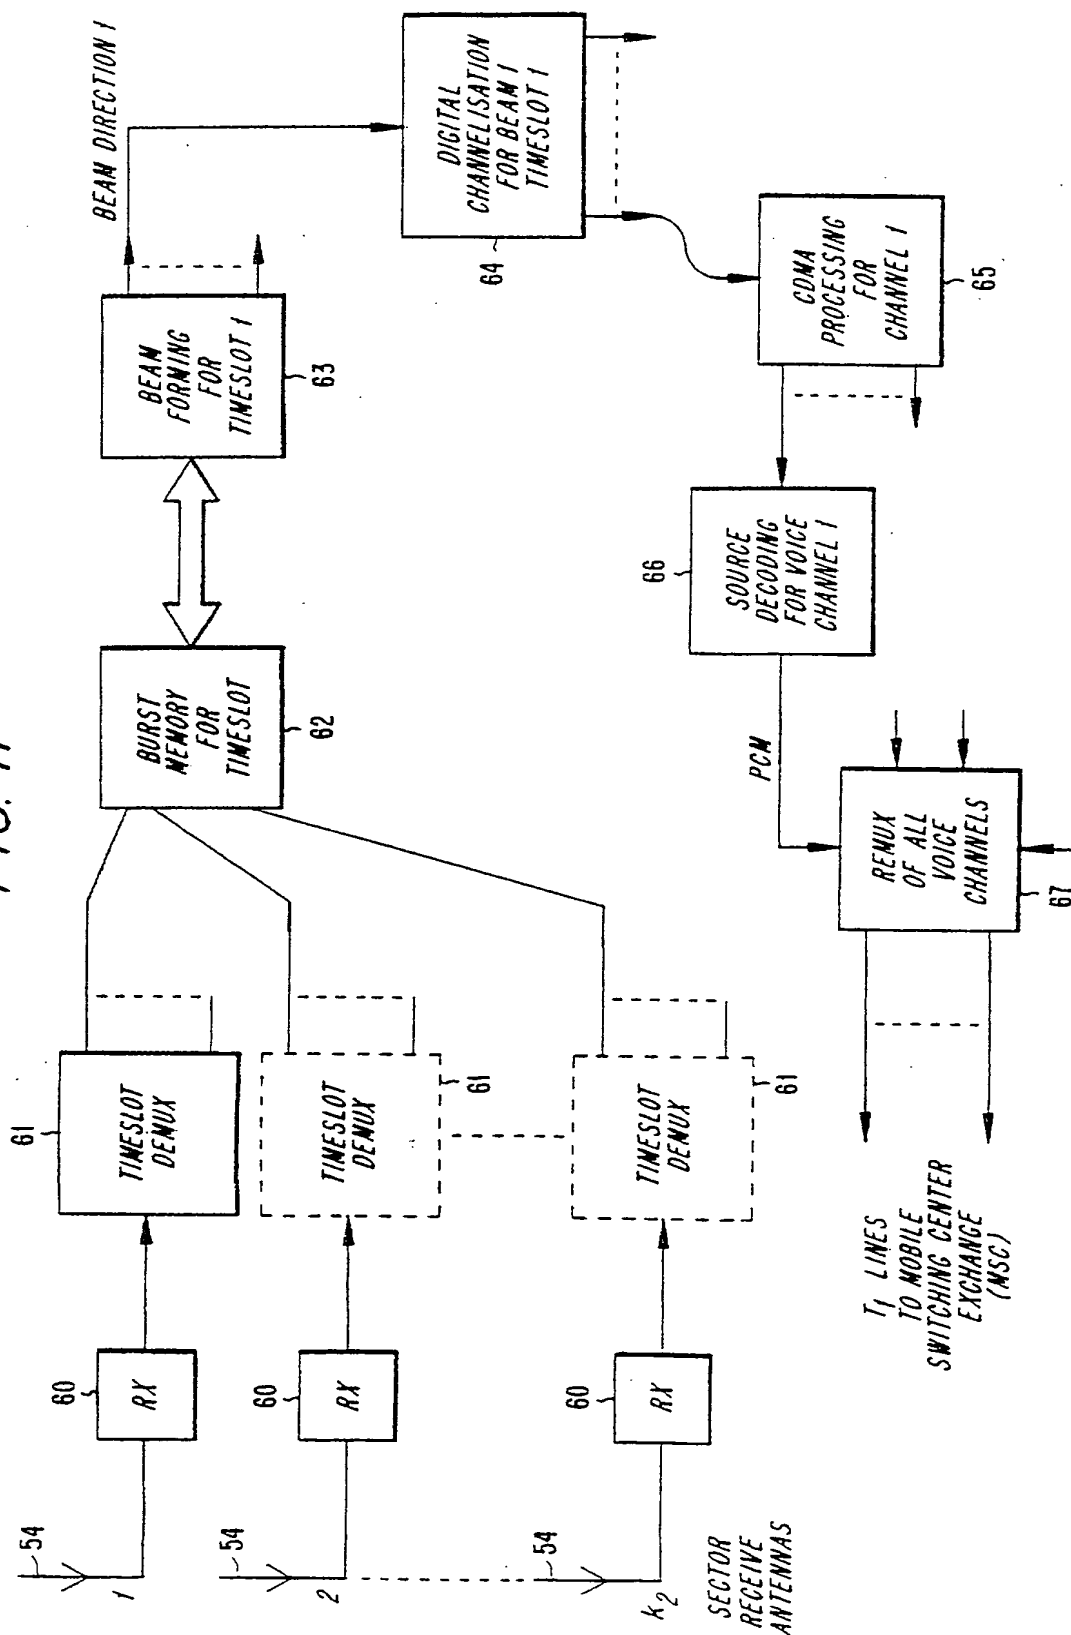 54
1
54
2
54
k2
SECTOR
RECEIVE
ANTENNAS
60
RX
60
RX
60
RX
61
TIMESLOT
DEMUX
TIMESLOT
DEMUX
61
TIMESLOT
DEMUX
61
BURST
MEMORY
FOR
TIMESLOT
62
BEAM
FORMING
FOR
TIMESLOT 1
63
BEAM DIRECTION 1
DIGITAL
CHANNELISATION
FOR BEAM 1
TIMESLOT 1
64
CDMA
PROCESSING
FOR
CHANNEL 1
65
66
SOURCE
DECODING
FOR VOICE
CHANNEL 1
PCM
REMUX
OF ALL
VOICE
CHANNELS
67
T1 LINES
TO MOBILE
SWITCHING CENTER
EXCHANGE
(MSC)